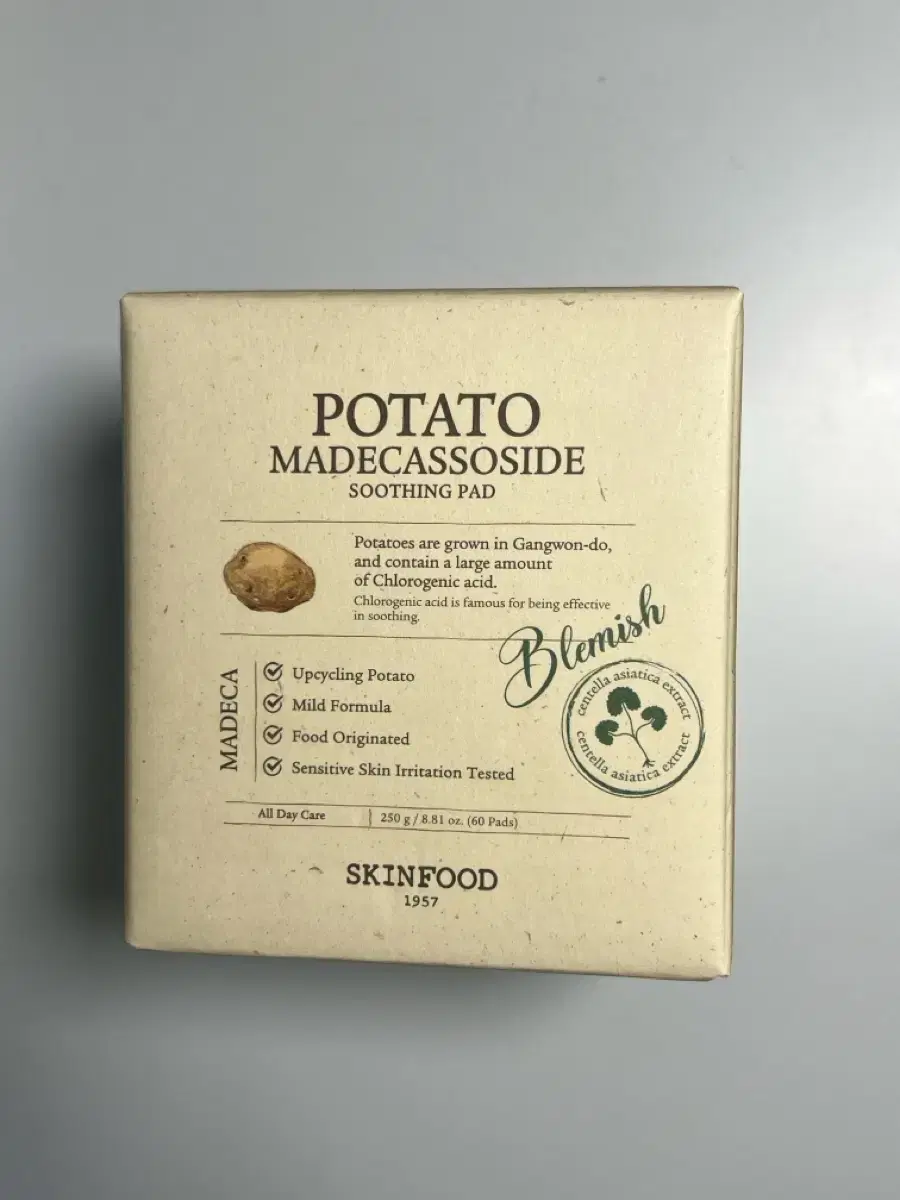 POTATO
MADECASSOSIDE
SOOTHING PAD
Potatoes are grown in Gangwon-do,
and contain a large amount
of Chlorogenic acid.
Chlorogenic acid is famous for being effective
in soothing.
Blemish
centella asiatica extract
centella asiatica extract
MADECA
Upcycling Potato
Mild Formula
Food Originated
Sensitive Skin Irritation Tested
All Day Care | 250 g / 8.81 oz. (60 Pads)
SKINFOOD
1957